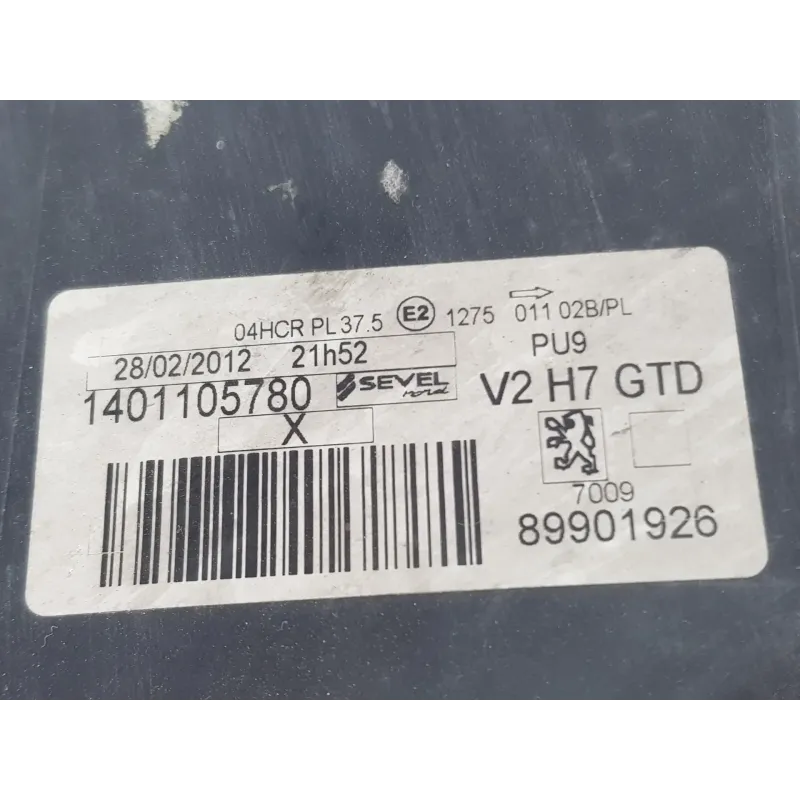 04HCR PL 37.5 E2 1275 011 02B/PL
28/02/2012 21h52 PU9
1401105780 SEVEL nord V2 H7 GTD
X
7009
89901926